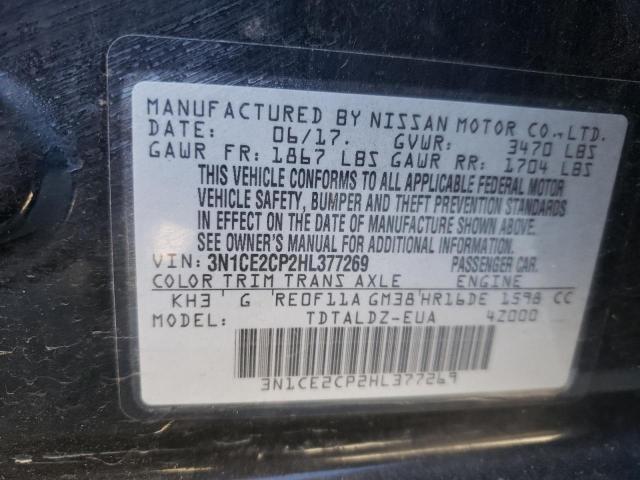 MANUFACTURED BY NISSAN MOTOR CO., LTD.
DATE: 06/17. GVWR: 3470 LBS
GAWR FR: 1867 LBS GAWR RR: 1704 LBS
THIS VEHICLE CONFORMS TO ALL APPLICABLE FEDERAL MOTOR
VEHICLE SAFETY, BUMPER AND THEFT PREVENTION STANDARDS
IN EFFECT ON THE DATE OF MANUFACTURE SHOWN ABOVE.
SEE OWNER'S MANUAL FOR ADDITIONAL INFORMATION.
VIN: 3N1CE2CP2HL377269 PASSENGER CAR.
COLOR TRIM TRANS AXLE ENGINE
KH3 G RE0F11A GM38 HR16DE 1598 CC
MODEL: TDTALDZ-EUA 4Z000
3N1CE2CP2HL377269